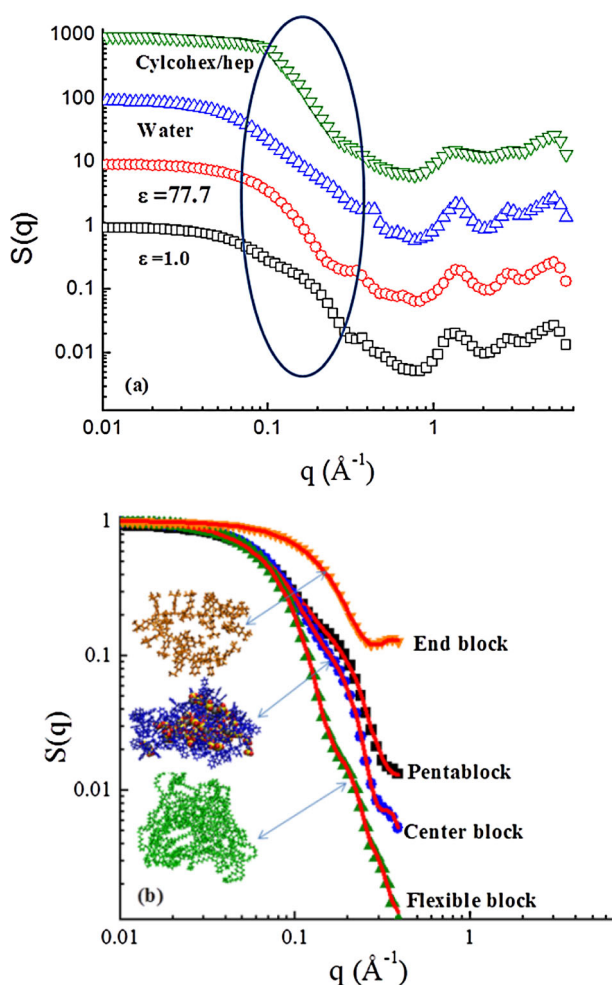 1000
100
10
1
0.1
0.01
S(q)
Cylcohex/hep
Water
ε =77.7
ε=1.0
(a)
0.01
0.1
1
q (Å⁻¹)
1
0.1
0.01
S(q)
End block
Pentablock
Center block
Flexible block
(b)
0.01
0.1
1
q (Å⁻¹)